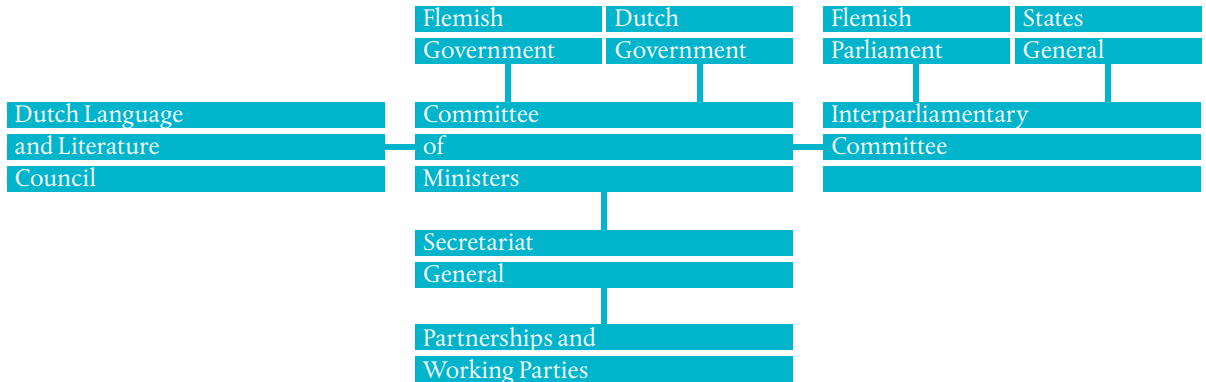 Flemish
Government
Dutch
Government
Flemish
Parliament
States
General
Dutch Language
and Literature
Council
Committee
of
Ministers
Interparliamentary
Committee
Secretariat
General
Partnerships and
Working Parties